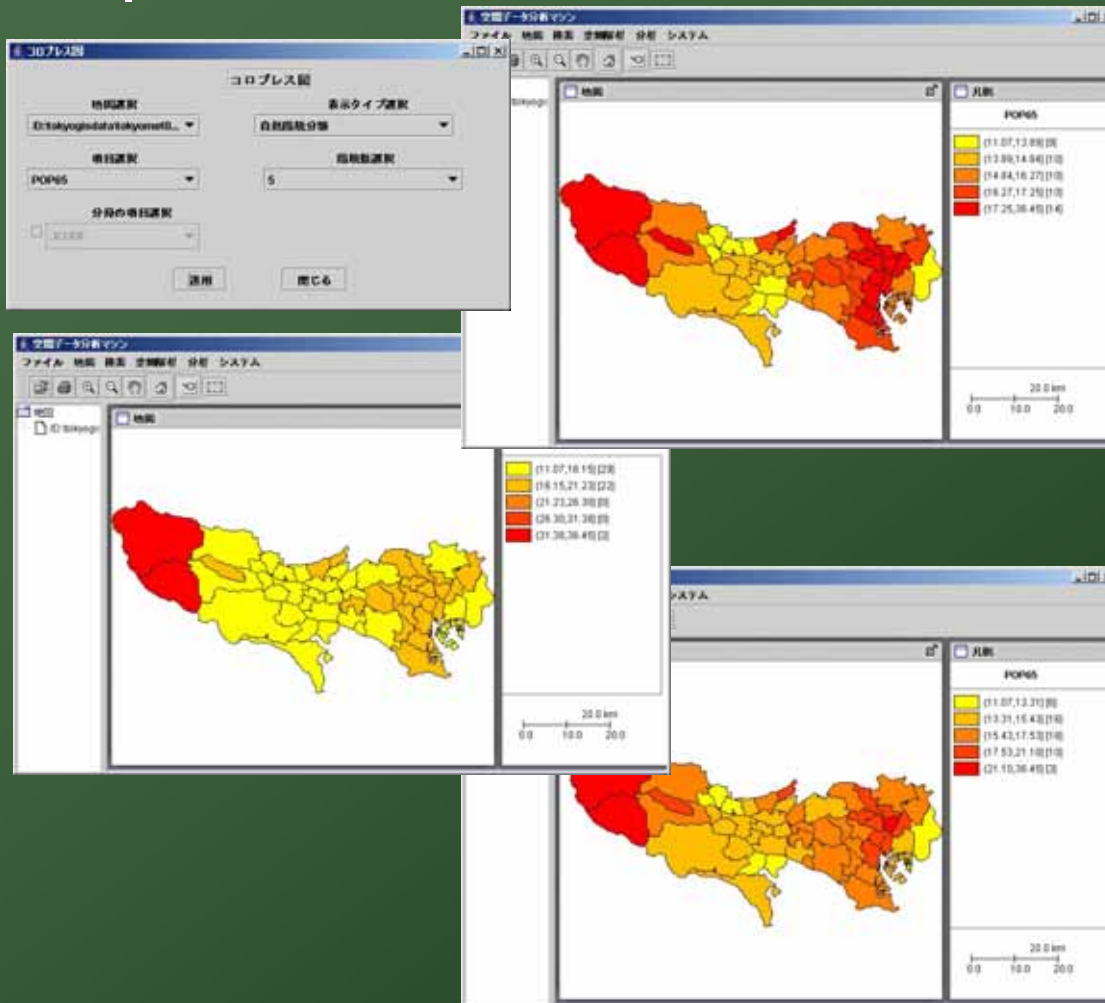 コロプレス図
コロプレス図
地図選択
表示タイプ選択
D:\tokyogisdata\tokyomet0...
自然階級分類
項目選択
階級数選択
POP65
5
分母の項目選択
適用
閉じる
空間データ分析マシン
ファイル 地図 検索 空間解析 分析 システム
地図
凡例
POP65
(11.07,13.89)[9]
(13.89,14.84)[10]
(14.84,16.27)[10]
(16.27,17.25)[10]
(17.25,36.45)[14]
20.0 km
0.0 10.0 20.0
空間データ分析マシン
ファイル 地図 検索 空間解析 分析 システム
地図
地図
(11.07,16.15)[29]
(16.15,21.23)[22]
(21.23,26.30)[0]
(26.30,31.38)[0]
(31.38,36.45)[2]
20.0 km
0.0 10.0 20.0
システム
凡例
POP65
(11.07,13.31)[8]
(13.31,15.43)[16]
(15.43,17.53)[16]
(17.53,21.10)[10]
(21.10,36.45)[3]
20.0 km
0.0 10.0 20.0